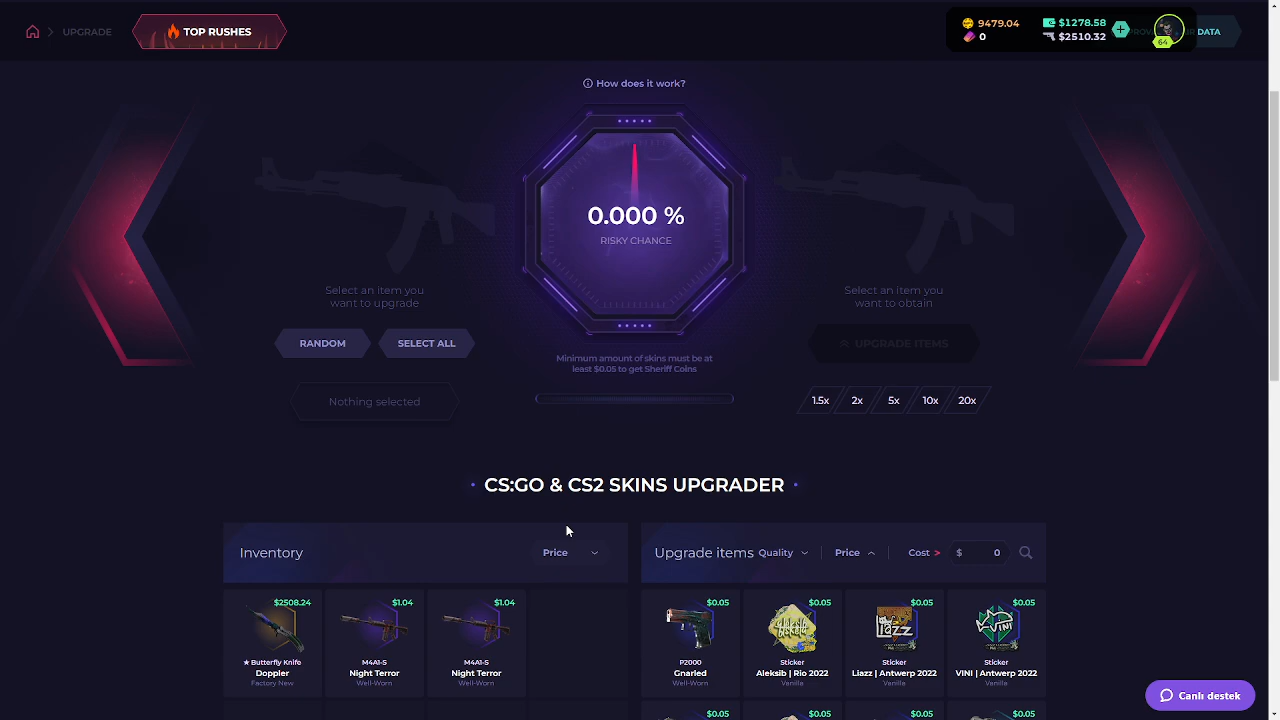 UPGRADE
TOP RUSHES
9479.04
0
$1278.58
$2510.32
64
DATA
How does it work?
0.000 %
RISKY CHANCE
Select an item you
want to upgrade
Select an item you
want to obtain
RANDOM
SELECT ALL
UPGRADE ITEMS
Minimum amount of skins must be at
least $0.05 to get Sheriff Coins
Nothing selected
1.5x
2x
5x
10x
20x
CS:GO & CS2 SKINS UPGRADER
Inventory
Price
Upgrade items
Quality
Price
Cost >
$ 0
$2508.24
★ Butterfly Knife
Doppler
Factory New
$1.04
M4A1-S
Night Terror
Well-Worn
$1.04
M4A1-S
Night Terror
Well-Worn
$0.05
P2000
Gnarled
Well-Worn
$0.05
Sticker
Aleksib | Rio 2022
Vanilla
$0.05
Sticker
Liazz | Antwerp 2022
Vanilla
$0.05
Sticker
VINI | Antwerp 2022
Vanilla
$0.05
$0.05
$0.05
$0.05
Canlı destek